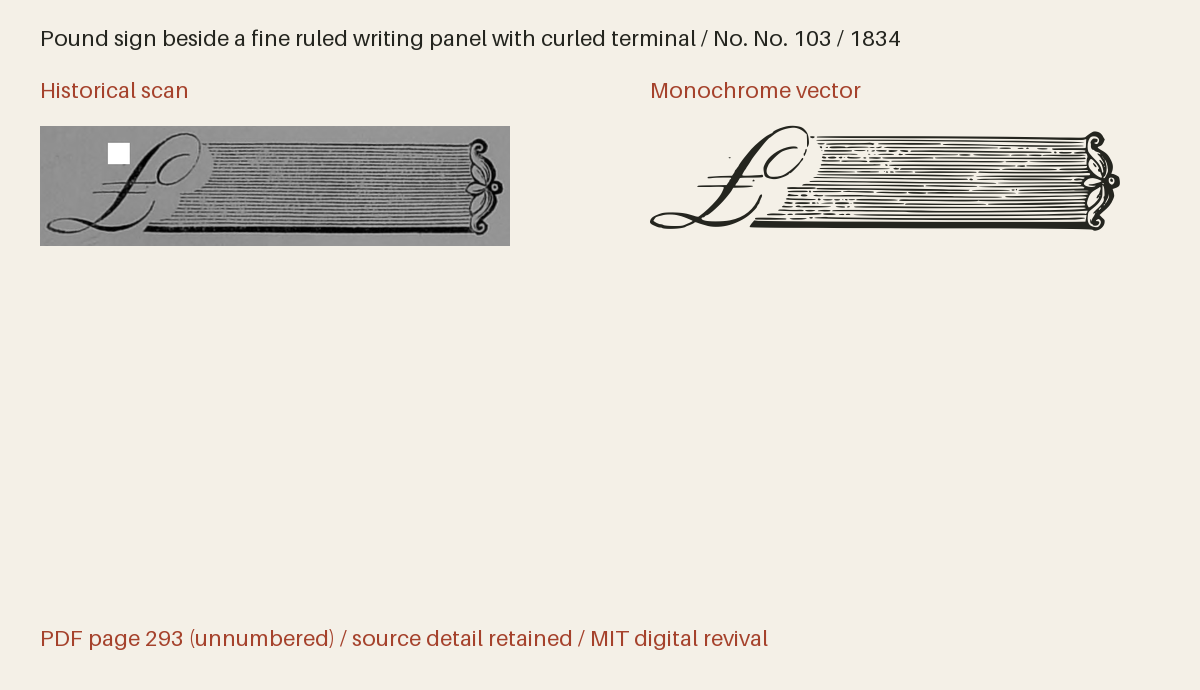 Pound sign beside a fine ruled writing panel with curled terminal / No. No. 103 / 1834
Historical scan
Monochrome vector
£
£
PDF page 293 (unnumbered) / source detail retained / MIT digital revival